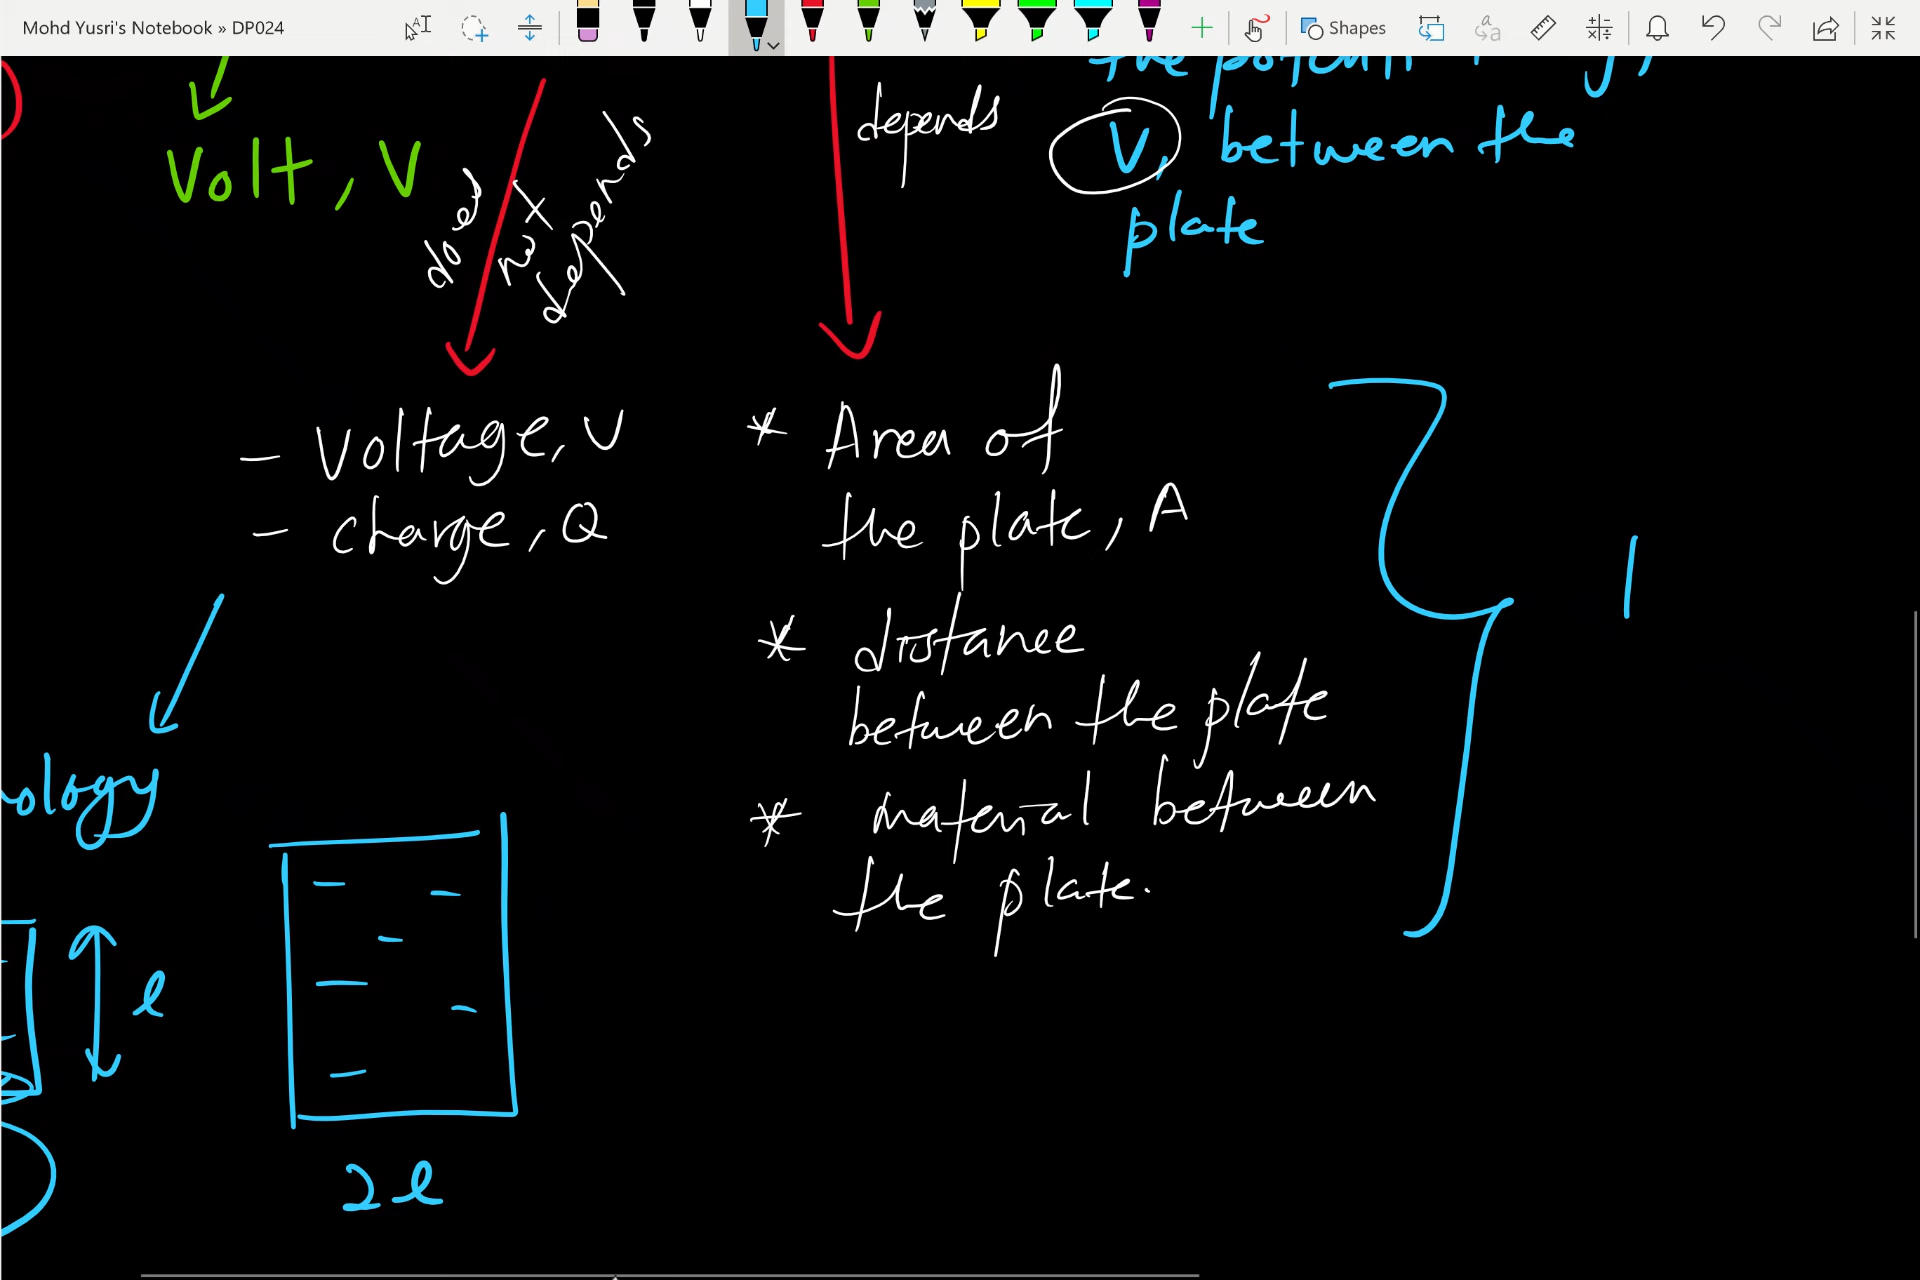 Mohd Yusri's Notebook » DP024
Shapes
Volt, V
does
not
depends
depends
V, between the
plate
- Voltage, V
- charge, Q
* Area of
the plate, A
* distance
between the plate
* material between
the plate.
l
2l